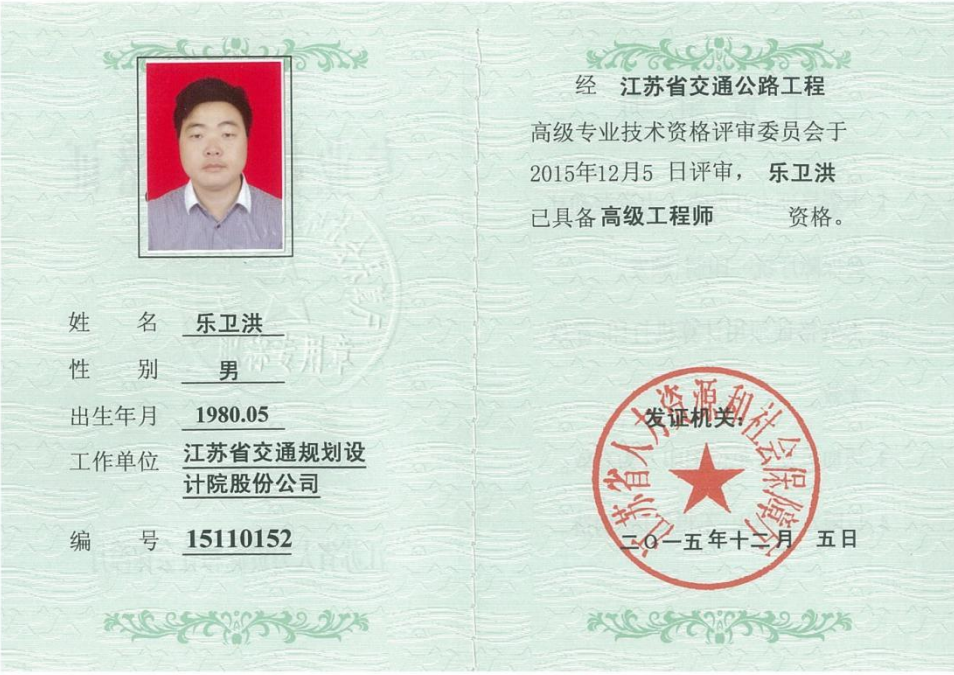 姓 名 乐卫洪
性 别 男
出生年月 1980.05
工作单位 江苏省交通规划设
计院股份公司
编 号 15110152
专用章
经 江苏省交通公路工程
高级专业技术资格评审委员会于
2015年12月5 日评审， 乐卫洪
已具备 高级工程师 资格。
江苏省人力资源和社会保障厅
发证机关：
二〇一五年十二月 五日